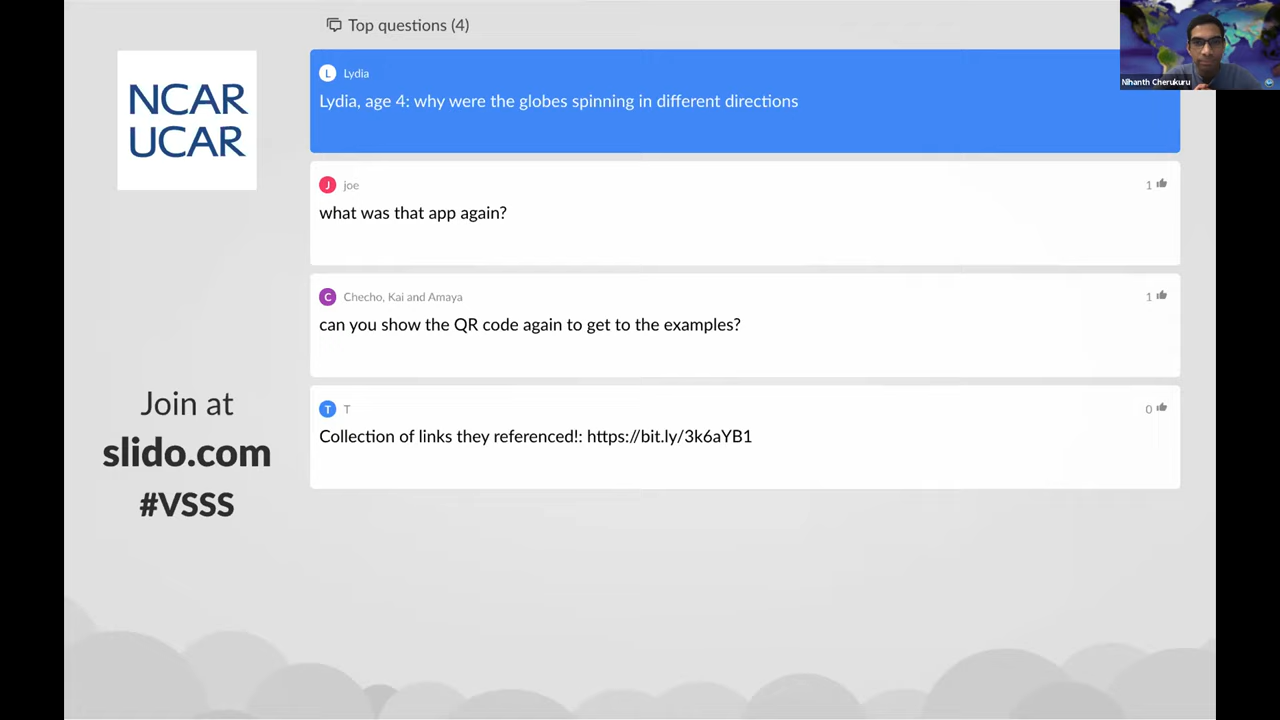 Top questions (4)
Nihanth Cherukuru
NCAR
UCAR
L Lydia
Lydia, age 4: why were the globes spinning in different directions
J joe 1
what was that app again?
C Checho, Kai and Amaya 1
can you show the QR code again to get to the examples?
T T 0
Collection of links they referenced!: https://bit.ly/3k6aYB1
Join at
slido.com
#VSSS